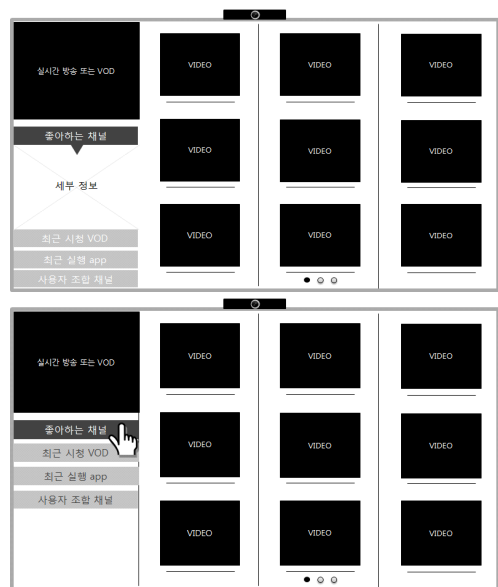 실시간 방송 또는 VOD
VIDEO
VIDEO
VIDEO
좋아하는 채널
VIDEO
VIDEO
VIDEO
세부 정보
최근 시청 VOD
VIDEO
VIDEO
VIDEO
최근 실행 app
사용자 조합 채널
실시간 방송 또는 VOD
VIDEO
VIDEO
VIDEO
좋아하는 채널
VIDEO
VIDEO
VIDEO
최근 시청 VOD
최근 실행 app
사용자 조합 채널
VIDEO
VIDEO
VIDEO